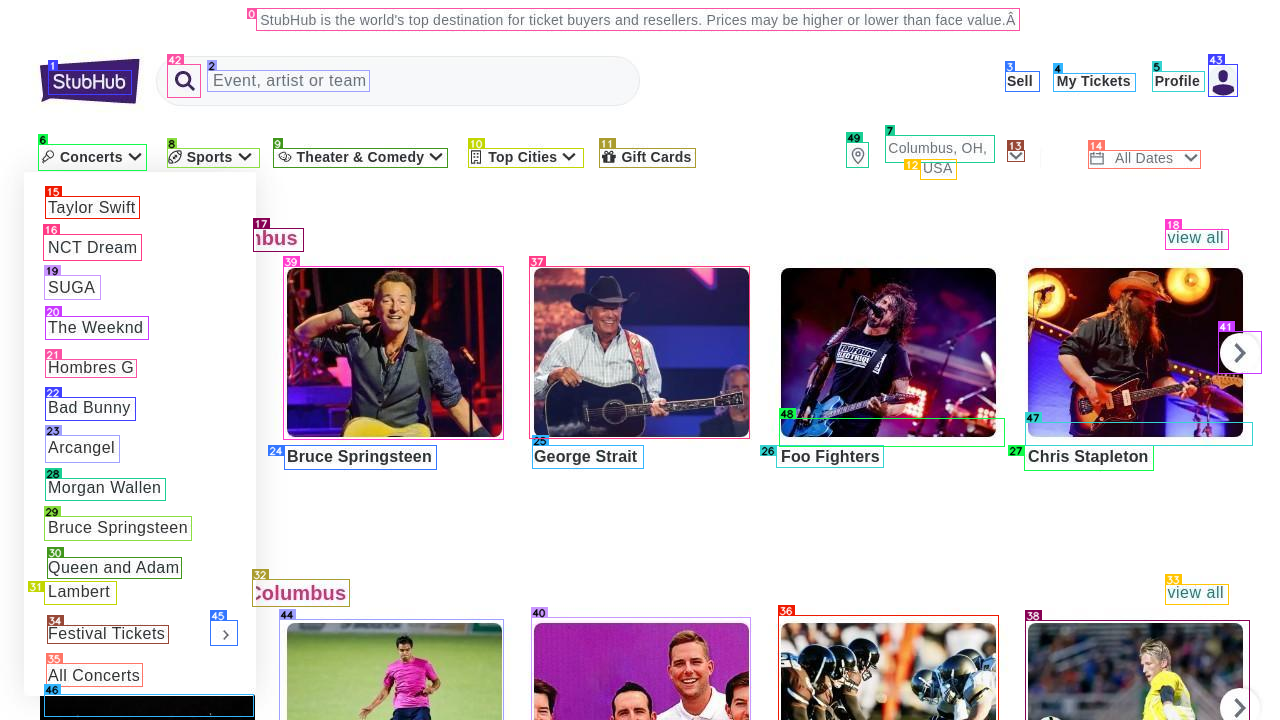 0 StubHub is the world's top destination for ticket buyers and resellers. Prices may be higher or lower than face value.Â
1 StubHub
42 2 Event, artist or team
3 Sell
4 My Tickets
5 Profile
43
6 Concerts
8 Sports
9 Theater & Comedy
10 Top Cities
11 Gift Cards
49
7 Columbus, OH,
12 USA
13
14 All Dates
15 Taylor Swift
16 NCT Dream
19 SUGA
20 The Weeknd
21 Hombres G
22 Bad Bunny
23 Arcangel
28 Morgan Wallen
29 Bruce Springsteen
30 Queen and Adam
31 Lambert
34 Festival Tickets
45
35 All Concerts
46
17 nbus
18 view all
39
37
48
47
41
24 Bruce Springsteen
25 George Strait
26 Foo Fighters
27 Chris Stapleton
32 Columbus
33 view all
44
40
36
38